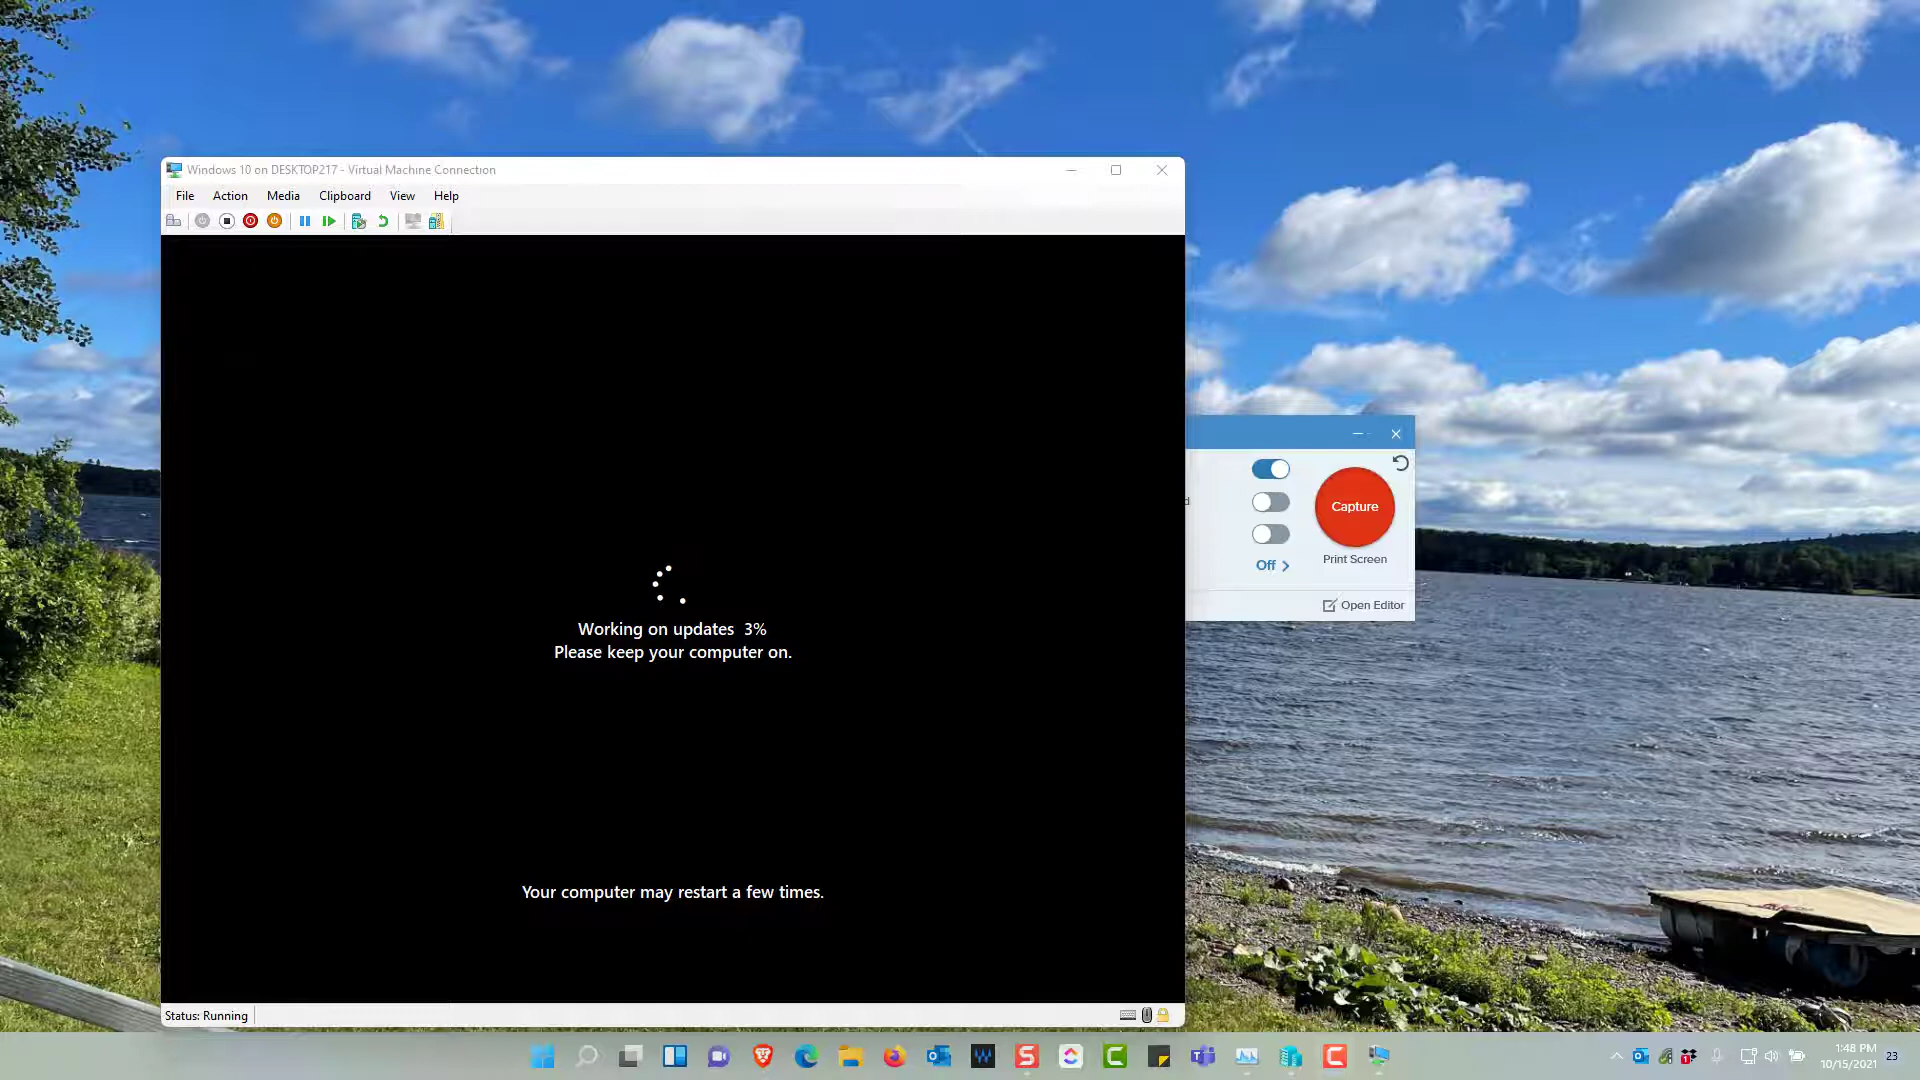 Windows 10 on DESKTOP217 - Virtual Machine Connection
File Action Media Clipboard View Help
d
Capture
Print Screen
Off
Open Editor
Working on updates 3%
Please keep your computer on.
Your computer may restart a few times.
Status: Running
1:48 PM
10/15/2021
23